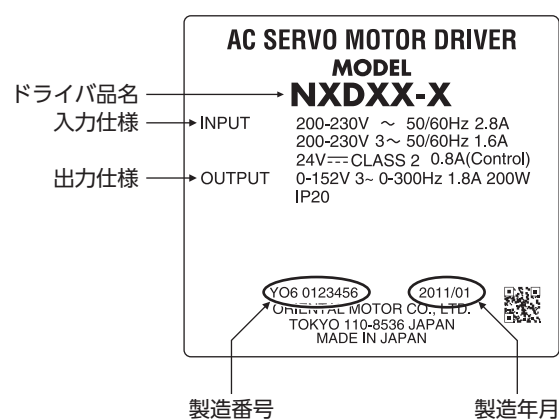 AC SERVO MOTOR DRIVER
MODEL
ドライバ品名
NXDXX-X
入力仕様
INPUT
200-230V ～ 50/60Hz 2.8A
200-230V 3～ 50/60Hz 1.6A
24V⎓CLASS 2 0.8A(Control)
出力仕様
OUTPUT
0-152V 3~ 0-300Hz 1.8A 200W
IP20
YO6 0123456
2011/01
ORIENTAL MOTOR CO., LTD.
TOKYO 110-8536 JAPAN
MADE IN JAPAN
製造番号
製造年月